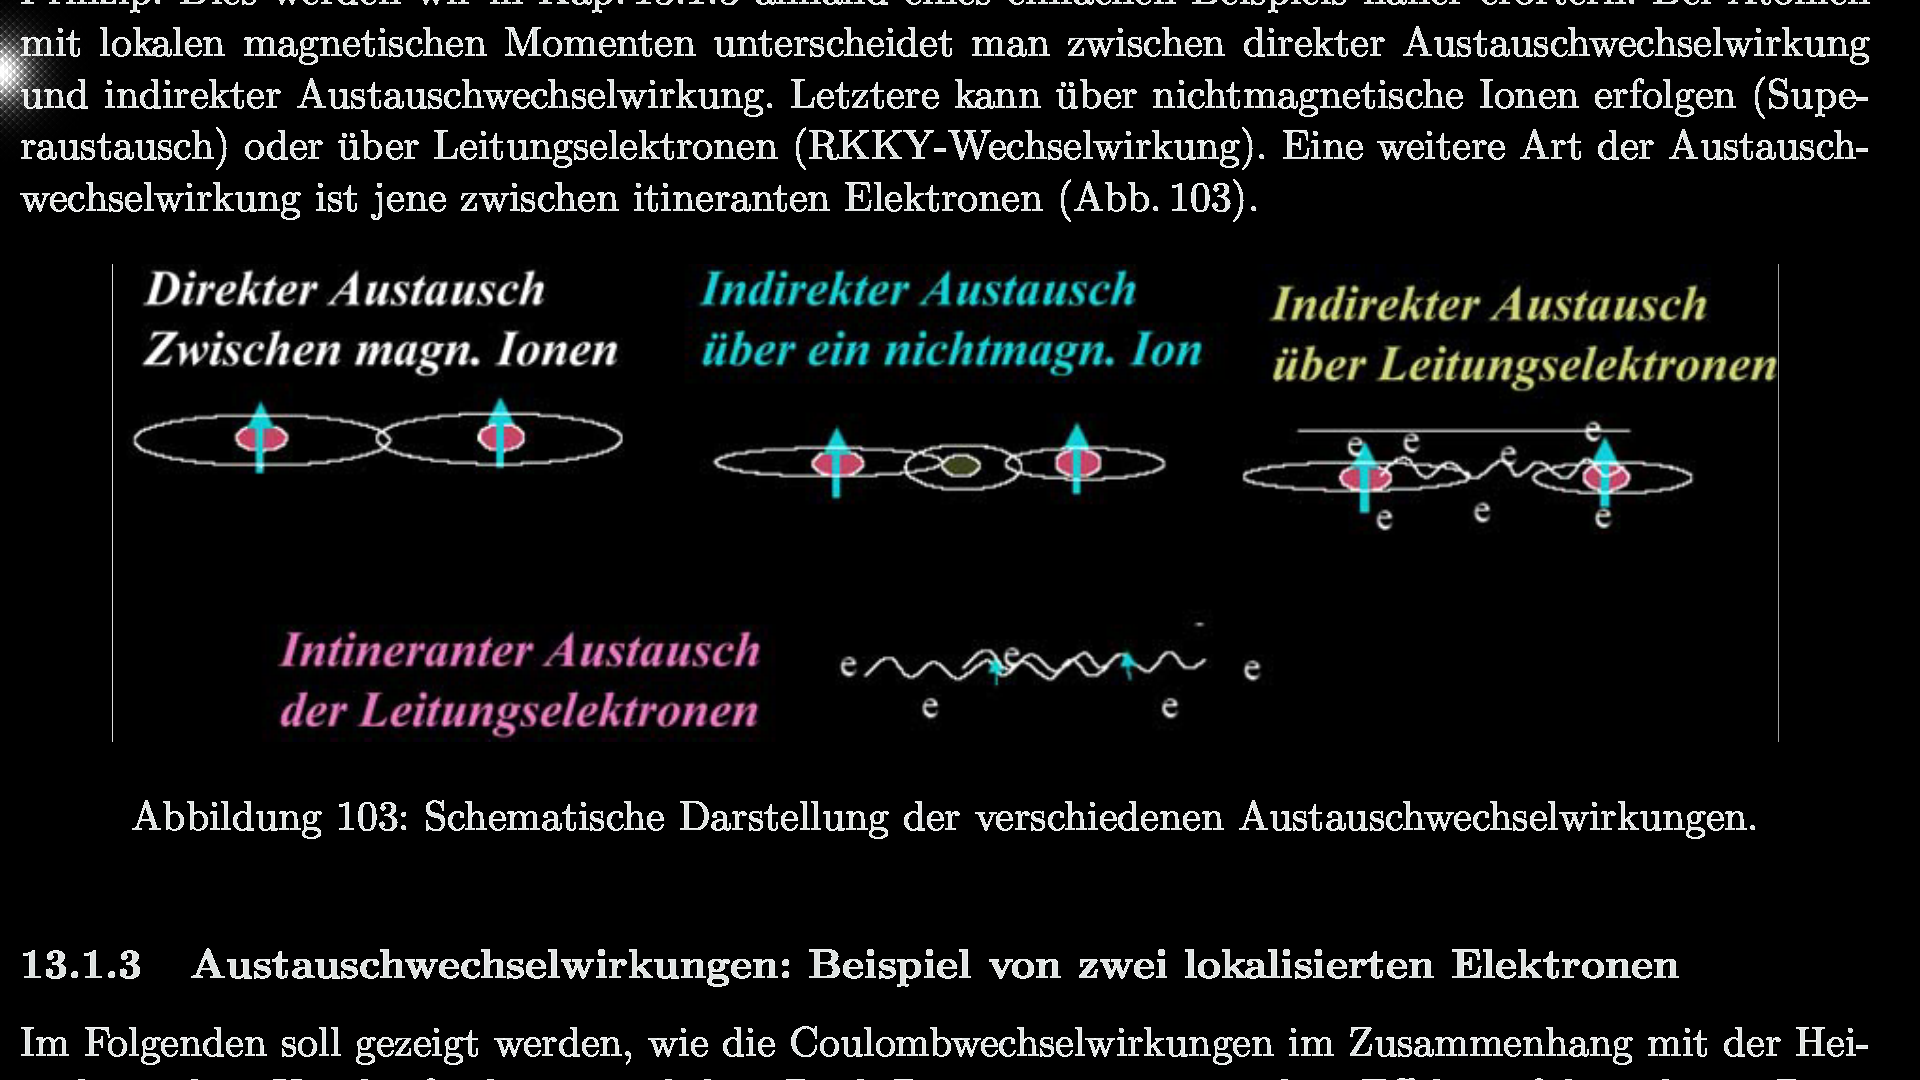 mit lokalen magnetischen Momenten unterscheidet man zwischen direkter Austauschwechselwirkung
und indirekter Austauschwechselwirkung. Letztere kann über nichtmagnetische Ionen erfolgen (Supe-
raustausch) oder über Leitungselektronen (RKKY-Wechselwirkung). Eine weitere Art der Austausch-
wechselwirkung ist jene zwischen itineranten Elektronen (Abb. 103).
Direkter Austausch
Zwischen magn. Ionen
Indirekter Austausch
über ein nichtmagn. Ion
Indirekter Austausch
über Leitungselektronen
e e e e
e e e
Intineranter Austausch
der Leitungselektronen
e e e
e e
Abbildung 103: Schematische Darstellung der verschiedenen Austauschwechselwirkungen.
13.1.3 Austauschwechselwirkungen: Beispiel von zwei lokalisierten Elektronen
Im Folgenden soll gezeigt werden, wie die Coulombwechselwirkungen im Zusammenhang mit der Hei-